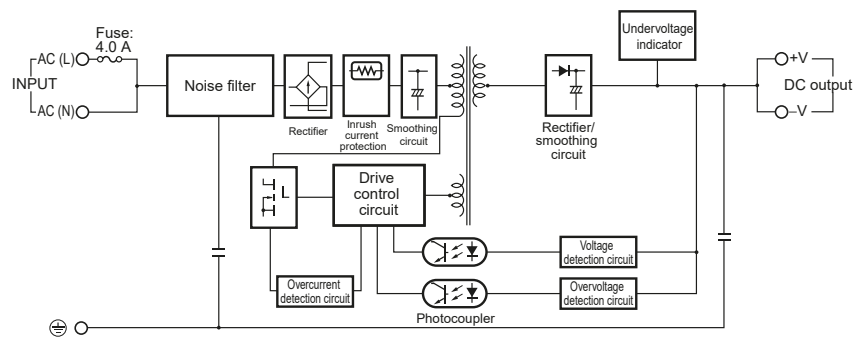 Fuse:
4.0 A
AC (L)
INPUT
AC (N)
Noise filter
Rectifier
Inrush
current
protection
Smoothing
circuit
Rectifier/
smoothing
circuit
Undervoltage
indicator
+V
DC output
–V
Drive
control
circuit
Overcurrent
detection circuit
Voltage
detection circuit
Overvoltage
detection circuit
Photocoupler